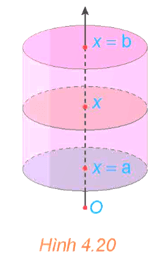 x = b
x
x = a
O
Hình 4.20